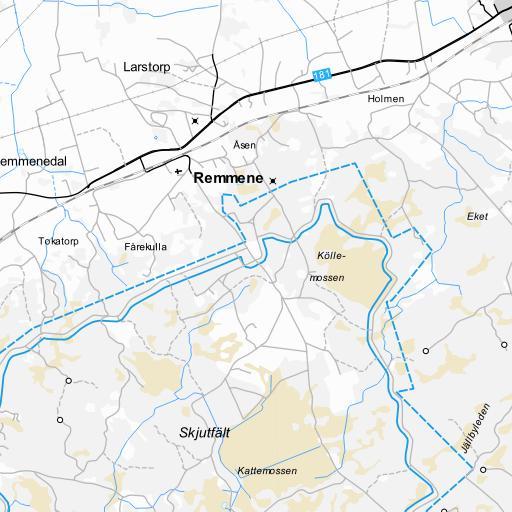 Larstorp
181
Holmen
Åsen
emmenedal
Remmene
Eket
Tokatorp
Fårekulla
Kölle-
mossen
Skjutfält
Jällbyleden
Kattemossen